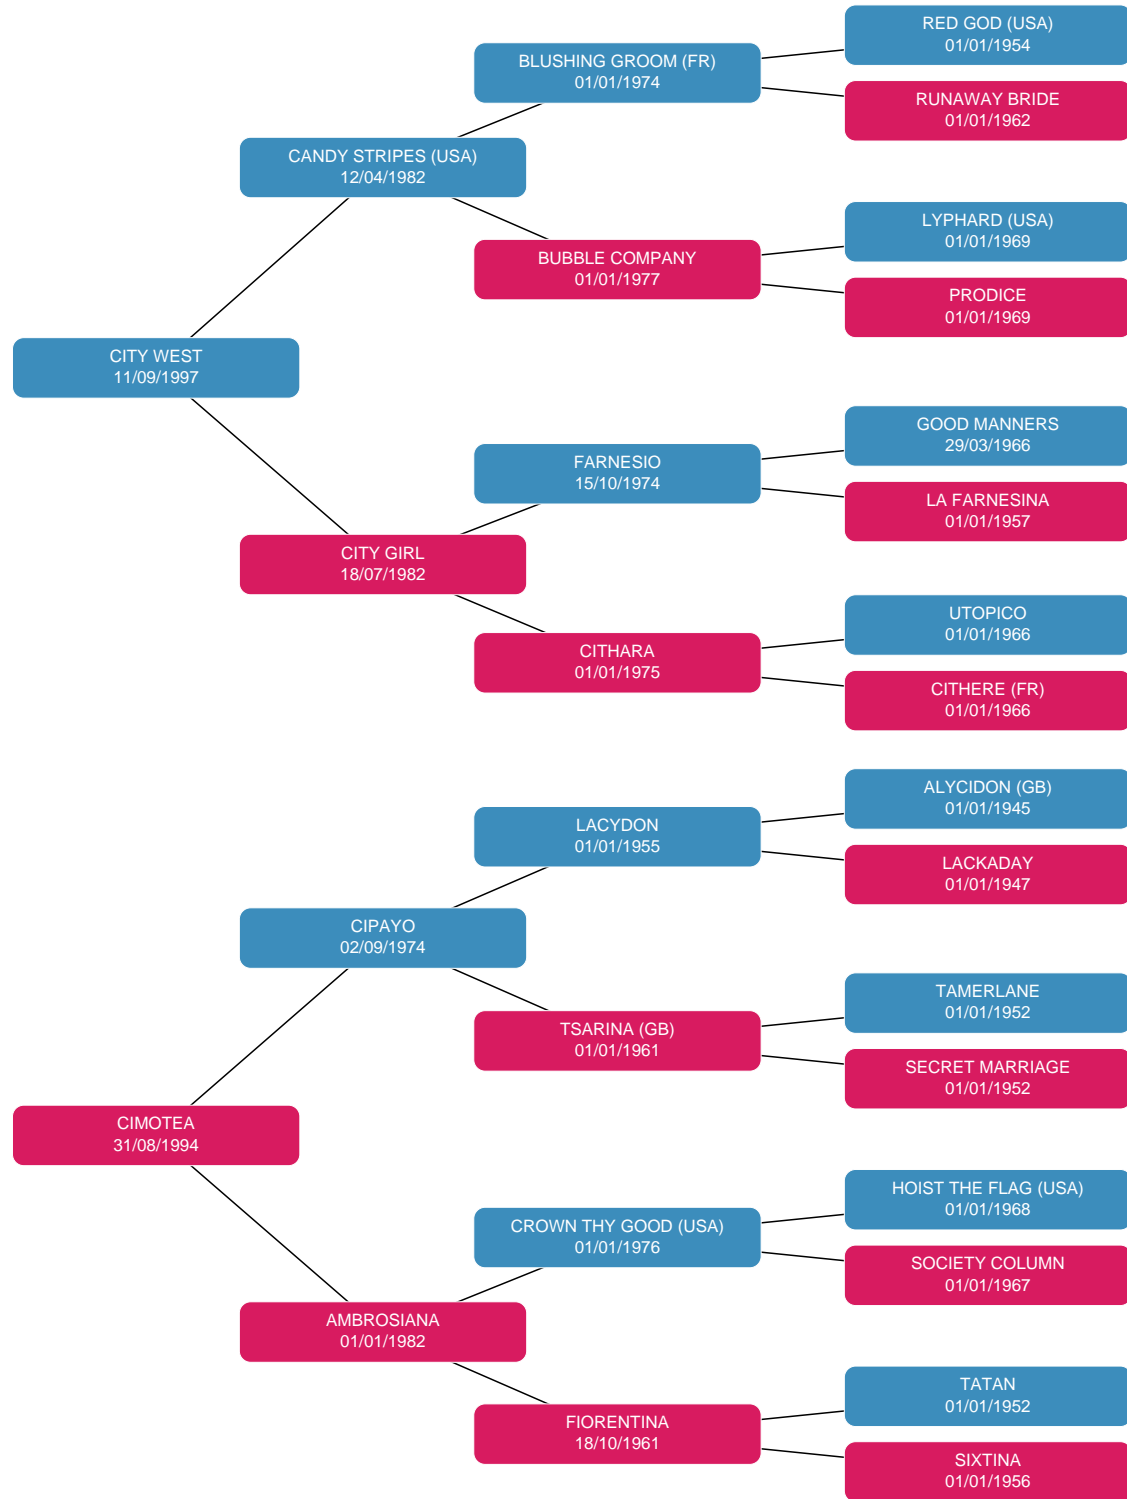 RED GOD (USA)
01/01/1954
BLUSHING GROOM (FR)
01/01/1974
RUNAWAY BRIDE
01/01/1962
CANDY STRIPES (USA)
12/04/1982
LYPHARD (USA)
01/01/1969
BUBBLE COMPANY
01/01/1977
PRODICE
01/01/1969
CITY WEST
11/09/1997
GOOD MANNERS
29/03/1966
FARNESIO
15/10/1974
LA FARNESINA
01/01/1957
CITY GIRL
18/07/1982
UTOPICO
01/01/1966
CITHARA
01/01/1975
CITHERE (FR)
01/01/1966
ALYCIDON (GB)
01/01/1945
LACYDON
01/01/1955
LACKADAY
01/01/1947
CIPAYO
02/09/1974
TAMERLANE
01/01/1952
TSARINA (GB)
01/01/1961
SECRET MARRIAGE
01/01/1952
CIMOTEA
31/08/1994
HOIST THE FLAG (USA)
01/01/1968
CROWN THY GOOD (USA)
01/01/1976
SOCIETY COLUMN
01/01/1967
AMBROSIANA
01/01/1982
TATAN
01/01/1952
FIORENTINA
18/10/1961
SIXTINA
01/01/1956